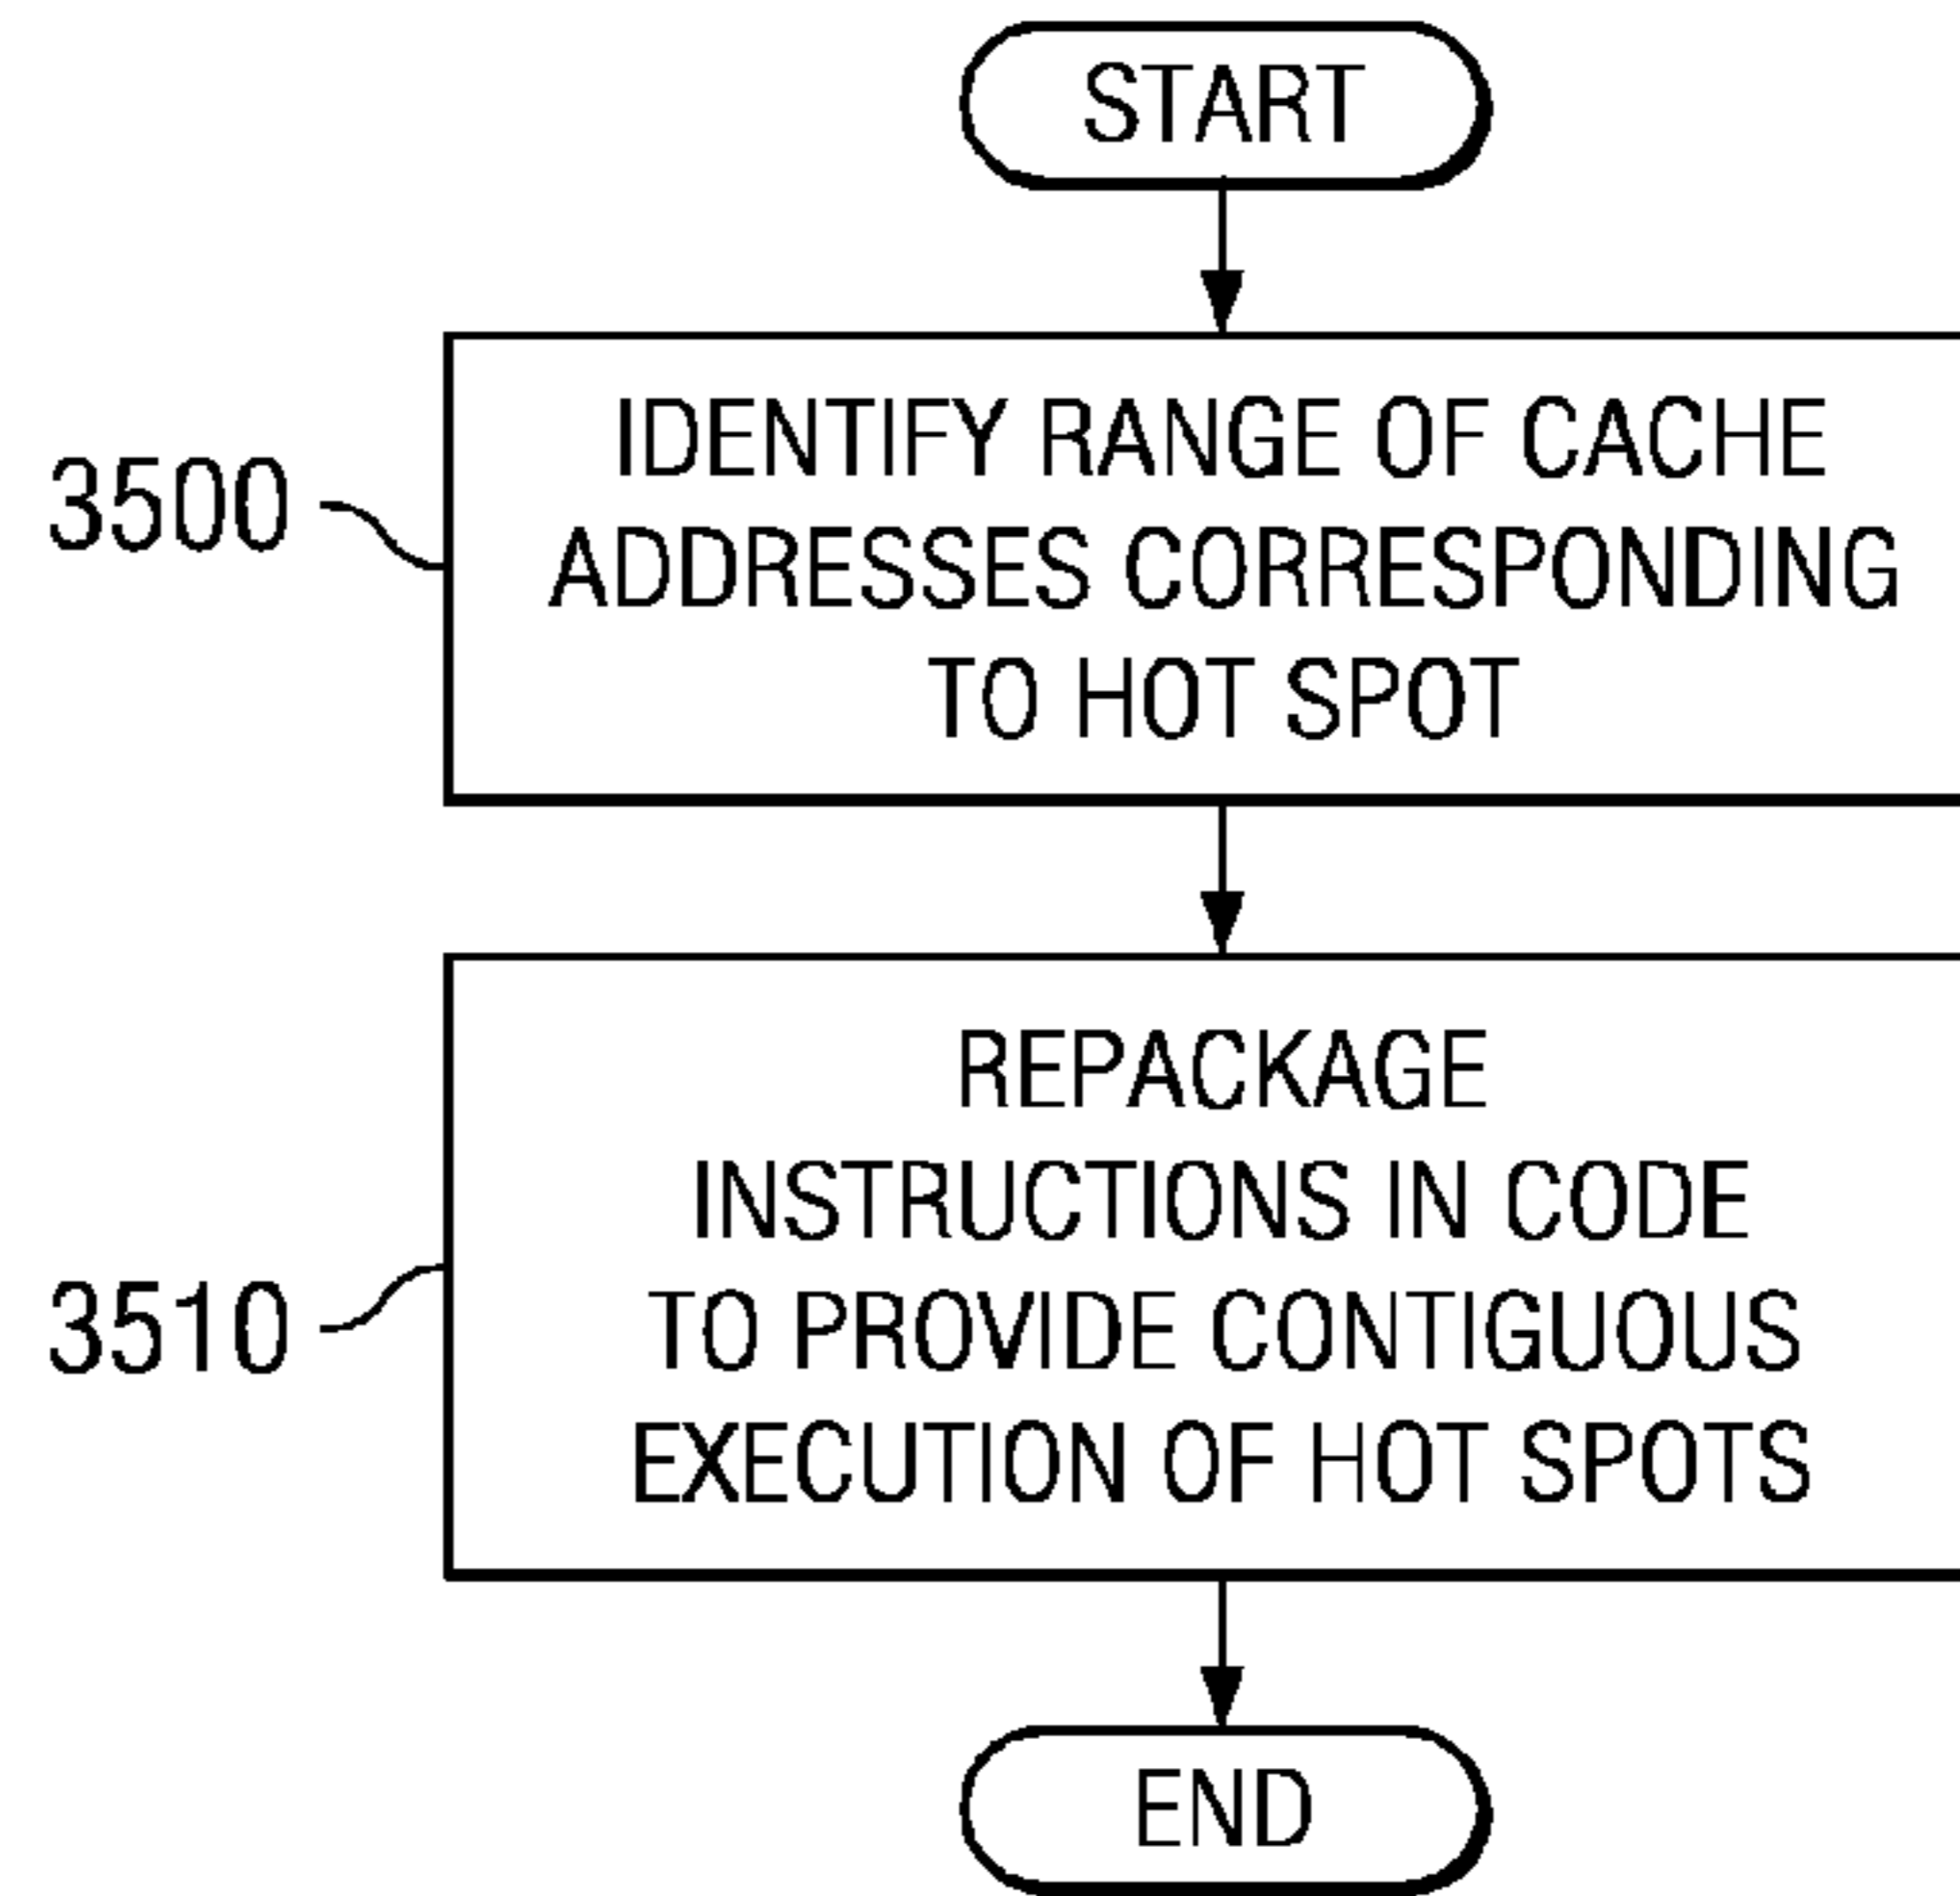 START
IDENTIFY RANGE OF CACHE
ADDRESSES CORRESPONDING
TO HOT SPOT
3500
REPACKAGE
INSTRUCTIONS IN CODE
TO PROVIDE CONTIGUOUS
EXECUTION OF HOT SPOTS
3510
END